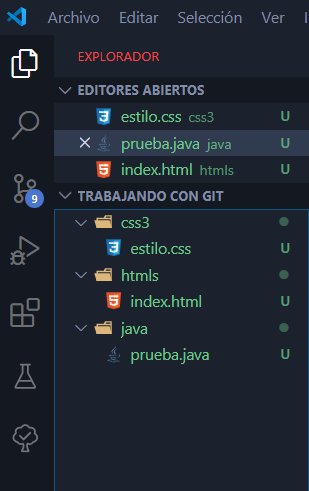 Archivo Editar Selección Ver
EXPLORADOR
EDITORES ABIERTOS
estilo.css css3 U
prueba.java java U
index.html htmls U
TRABAJANDO CON GIT
9
css3
estilo.css U
htmls
index.html U
java
prueba.java U